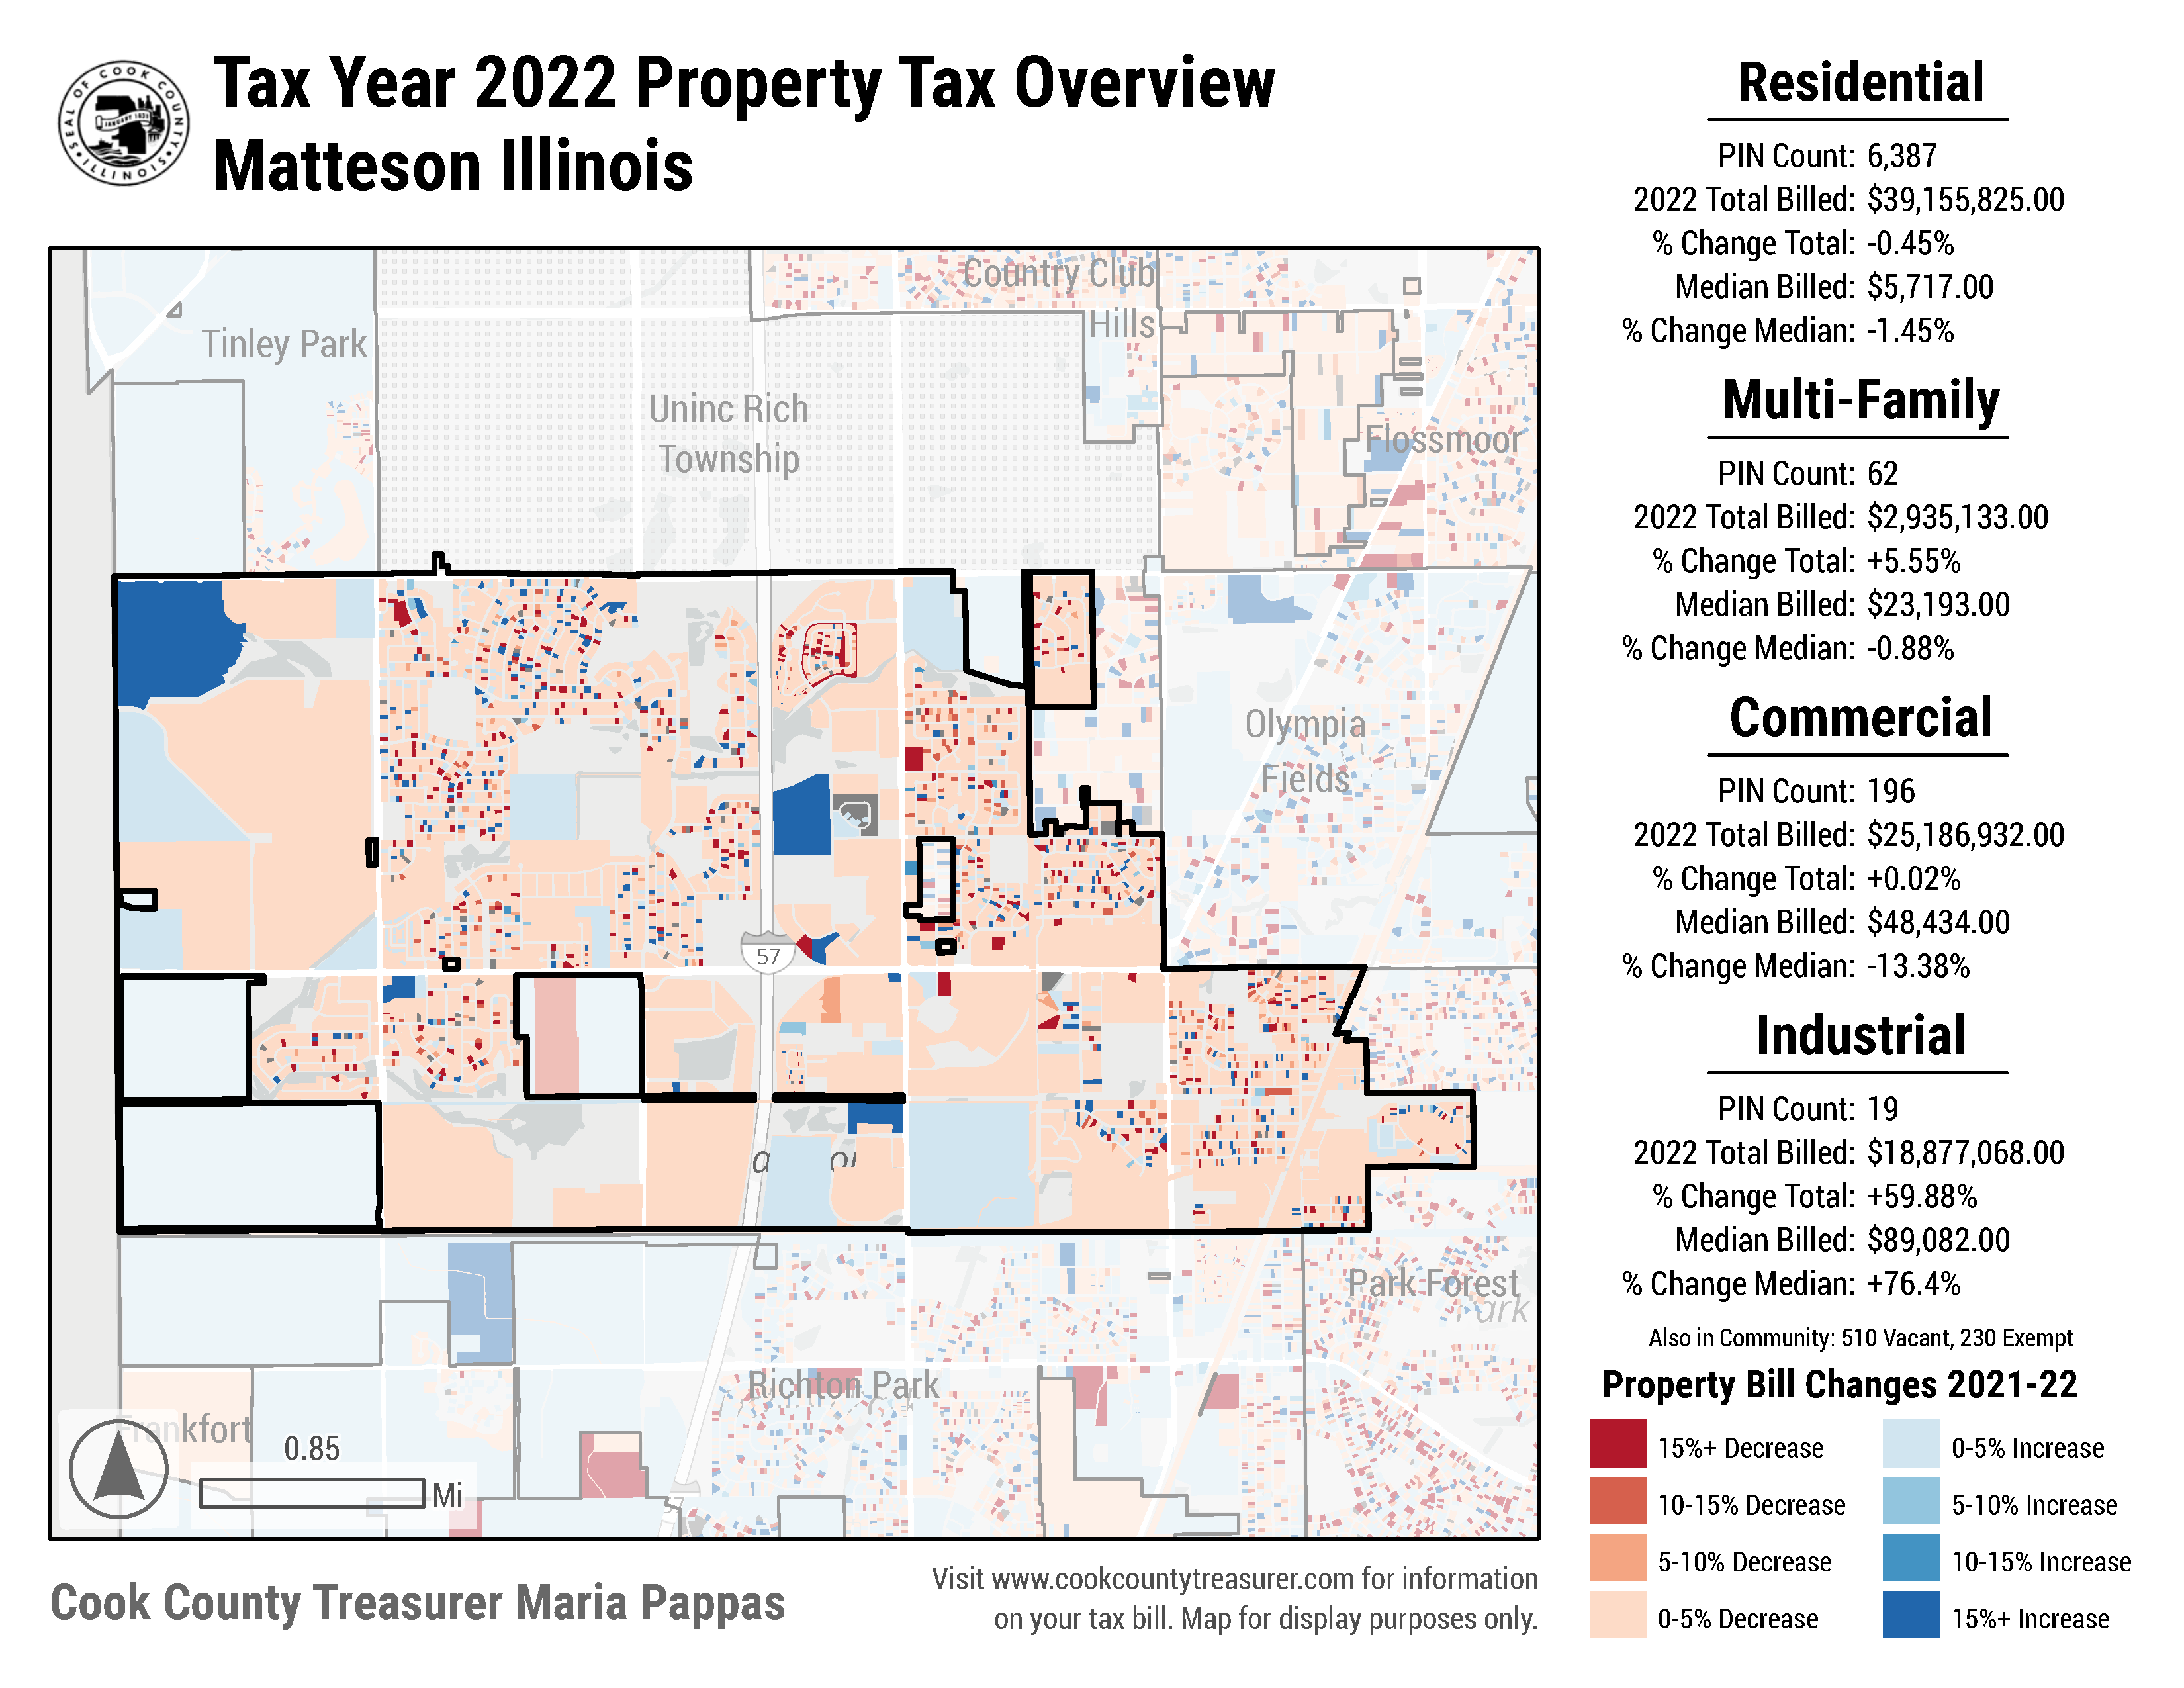 Tax Year 2022 Property Tax Overview
Matteson Illinois
SEAL OF COOK COUNTY
ILLINOIS
JANUARY 1831
Country Club
Hills
Tinley Park
Uninc Rich
Township
Flossmoor
Olympia
Fields
57
Park Forest
Park
Richton Park
Frankfort
57
0.85
Mi
Cook County Treasurer Maria Pappas
Visit www.cookcountytreasurer.com for information
on your tax bill. Map for display purposes only.
Residential
PIN Count: 6,387
2022 Total Billed: $39,155,825.00
% Change Total: -0.45%
Median Billed: $5,717.00
% Change Median: -1.45%
Multi-Family
PIN Count: 62
2022 Total Billed: $2,935,133.00
% Change Total: +5.55%
Median Billed: $23,193.00
% Change Median: -0.88%
Commercial
PIN Count: 196
2022 Total Billed: $25,186,932.00
% Change Total: +0.02%
Median Billed: $48,434.00
% Change Median: -13.38%
Industrial
PIN Count: 19
2022 Total Billed: $18,877,068.00
% Change Total: +59.88%
Median Billed: $89,082.00
% Change Median: +76.4%
Also in Community: 510 Vacant, 230 Exempt
Property Bill Changes 2021-22
15%+ Decrease
10-15% Decrease
5-10% Decrease
0-5% Decrease
0-5% Increase
5-10% Increase
10-15% Increase
15%+ Increase